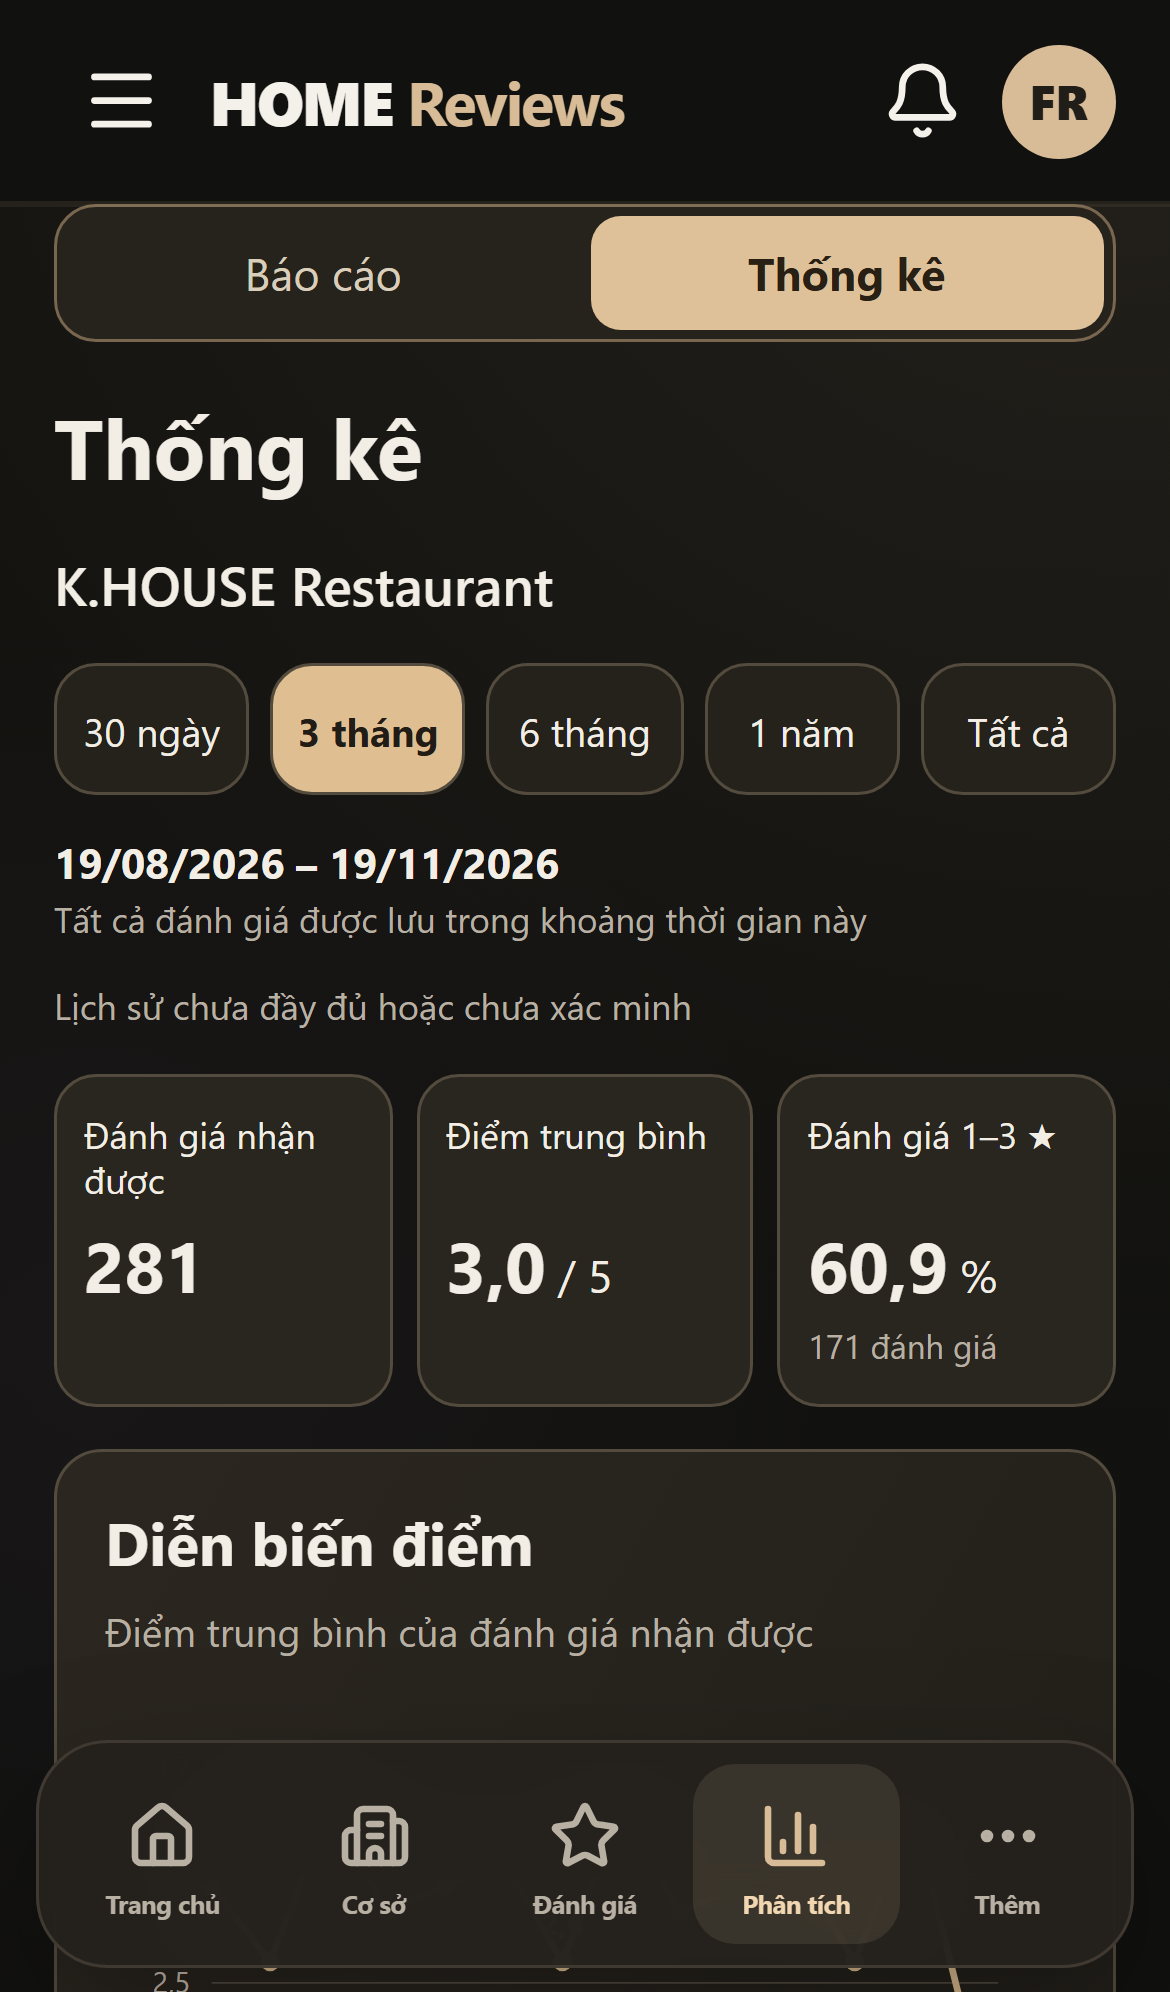 HOME Reviews
FR
Báo cáo
Thống kê
Thống kê
K.HOUSE Restaurant
30 ngày
3 tháng
6 tháng
1 năm
Tất cả
19/08/2026 – 19/11/2026
Tất cả đánh giá được lưu trong khoảng thời gian này
Lịch sử chưa đầy đủ hoặc chưa xác minh
Đánh giá nhận
được
281
Điểm trung bình
3,0 / 5
Đánh giá 1–3 ★
60,9 %
171 đánh giá
Diễn biến điểm
Điểm trung bình của đánh giá nhận được
Trang chủ
Cơ sở
Đánh giá
Phân tích
Thêm
2,5